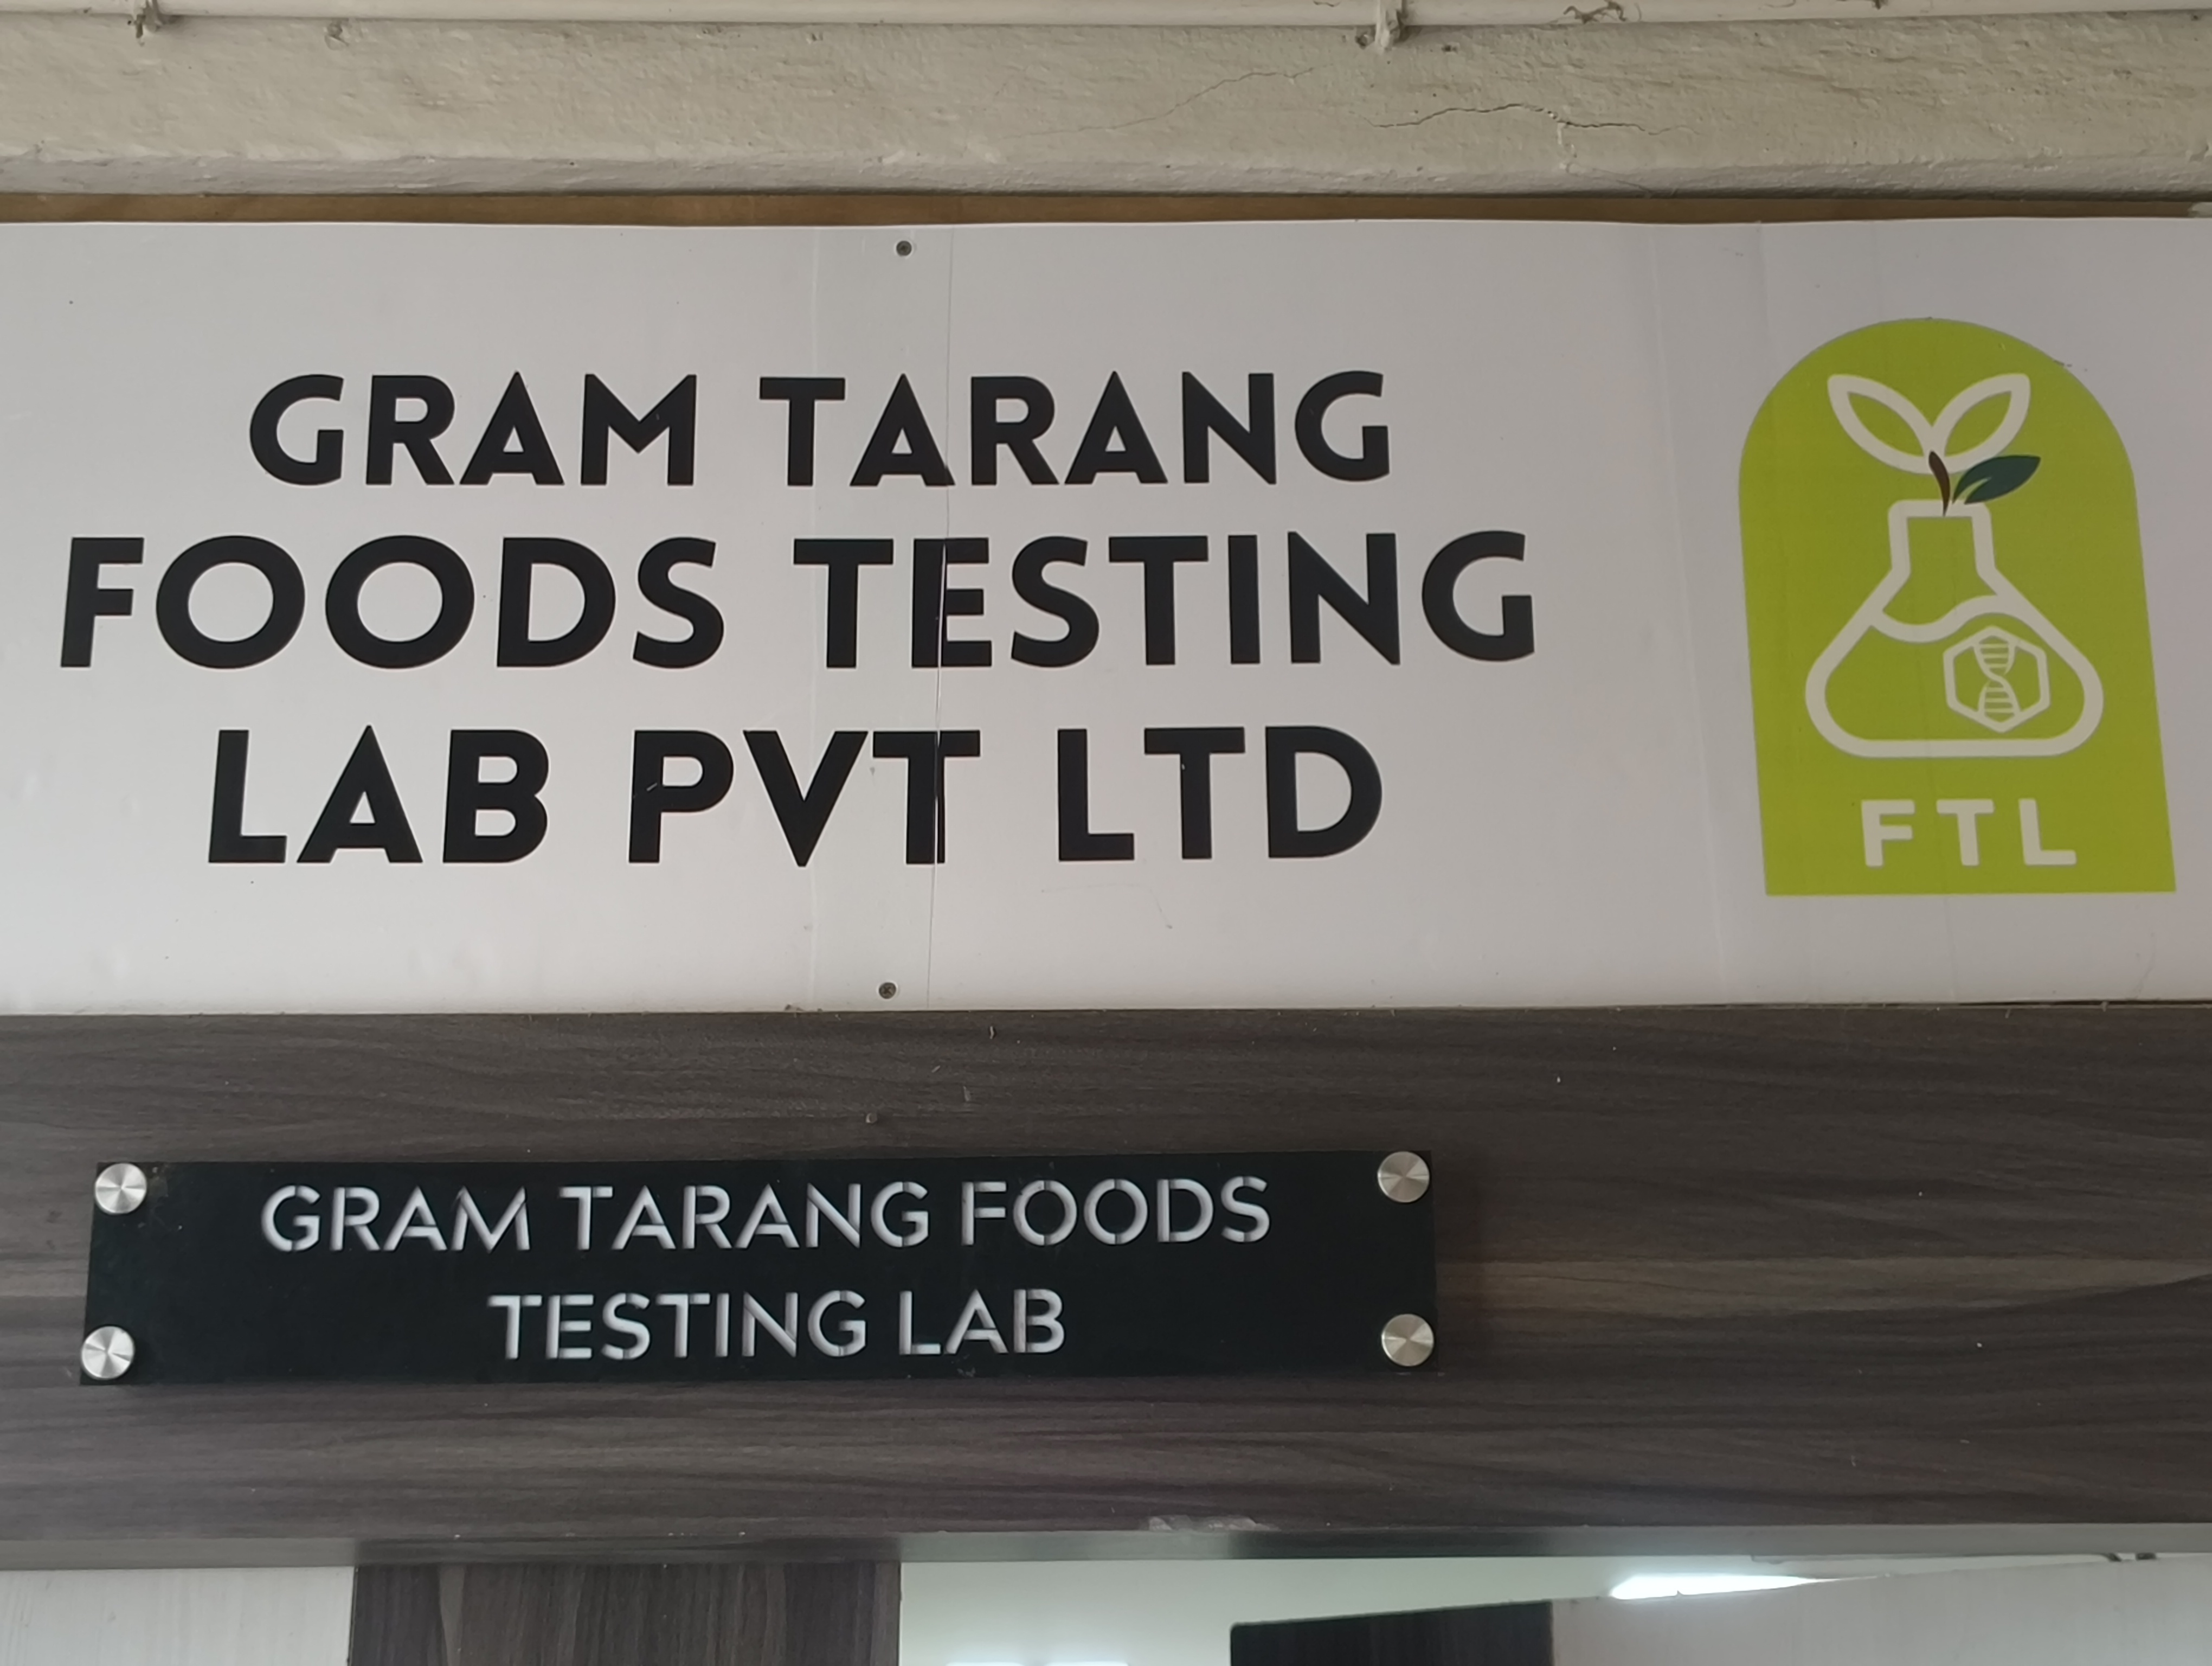 GRAM TARANG
FOODS TESTING
LAB PVT LTD
FTL
GRAM TARANG FOODS
TESTING LAB